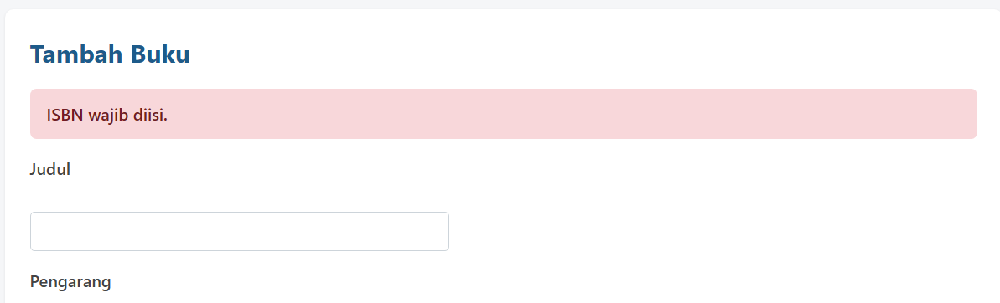 Tambah Buku
ISBN wajib diisi.
Judul
Pengarang